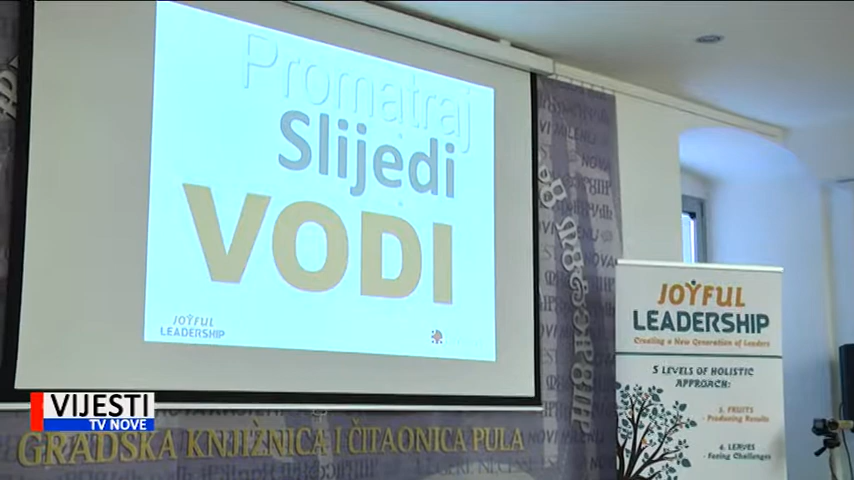 Promatraj
Slijedi
VODI
JOYFUL
LEADERSHIP
JOYFUL
LEADERSHIP
Creating a New Generation of Leaders
5 LEVELS OF HOLISTIC
APPROACH:
5. FRUITS
- Producing Results
4. LEAVES
- Facing Challenges
VIJESTI
TV NOVE
GRADSKA KNJIŽNICA I ČITAONICA PULA